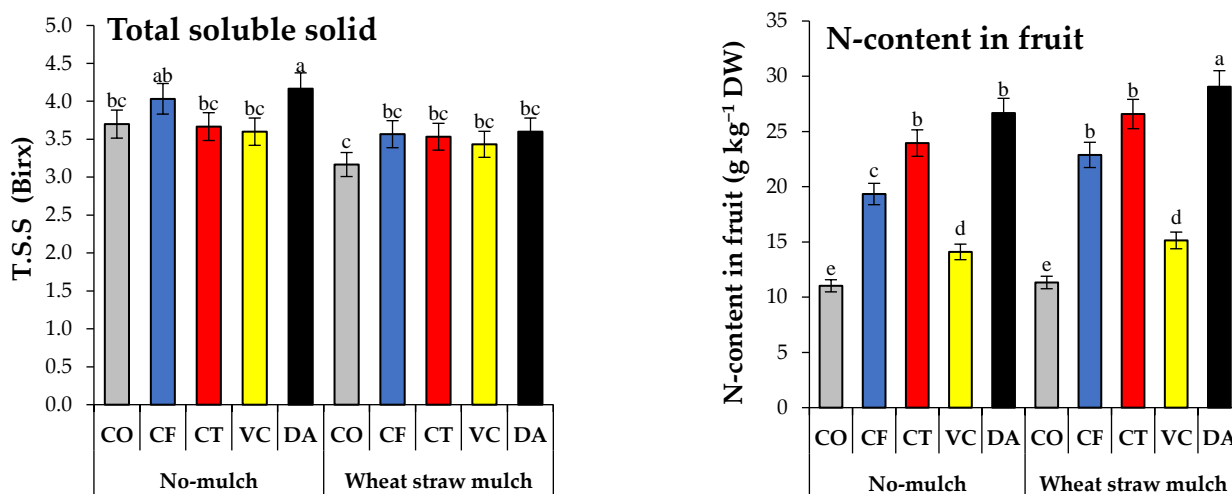 Total soluble solid
T.S.S (Birx)
5.0
4.5
4.0
3.5
3.0
2.5
2.0
1.5
1.0
0.5
0.0
bc
ab
bc
bc
a
c
bc
bc
bc
bc
CO CF CT VC DA CO CF CT VC DA
No-mulch Wheat straw mulch
N-content in fruit
N-content in fruit (g kg⁻¹ DW)
35
30
25
20
15
10
5
0
e
c
b
d
b
e
b
b
d
a
CO CF CT VC DA CO CF CT VC DA
No-mulch Wheat straw mulch